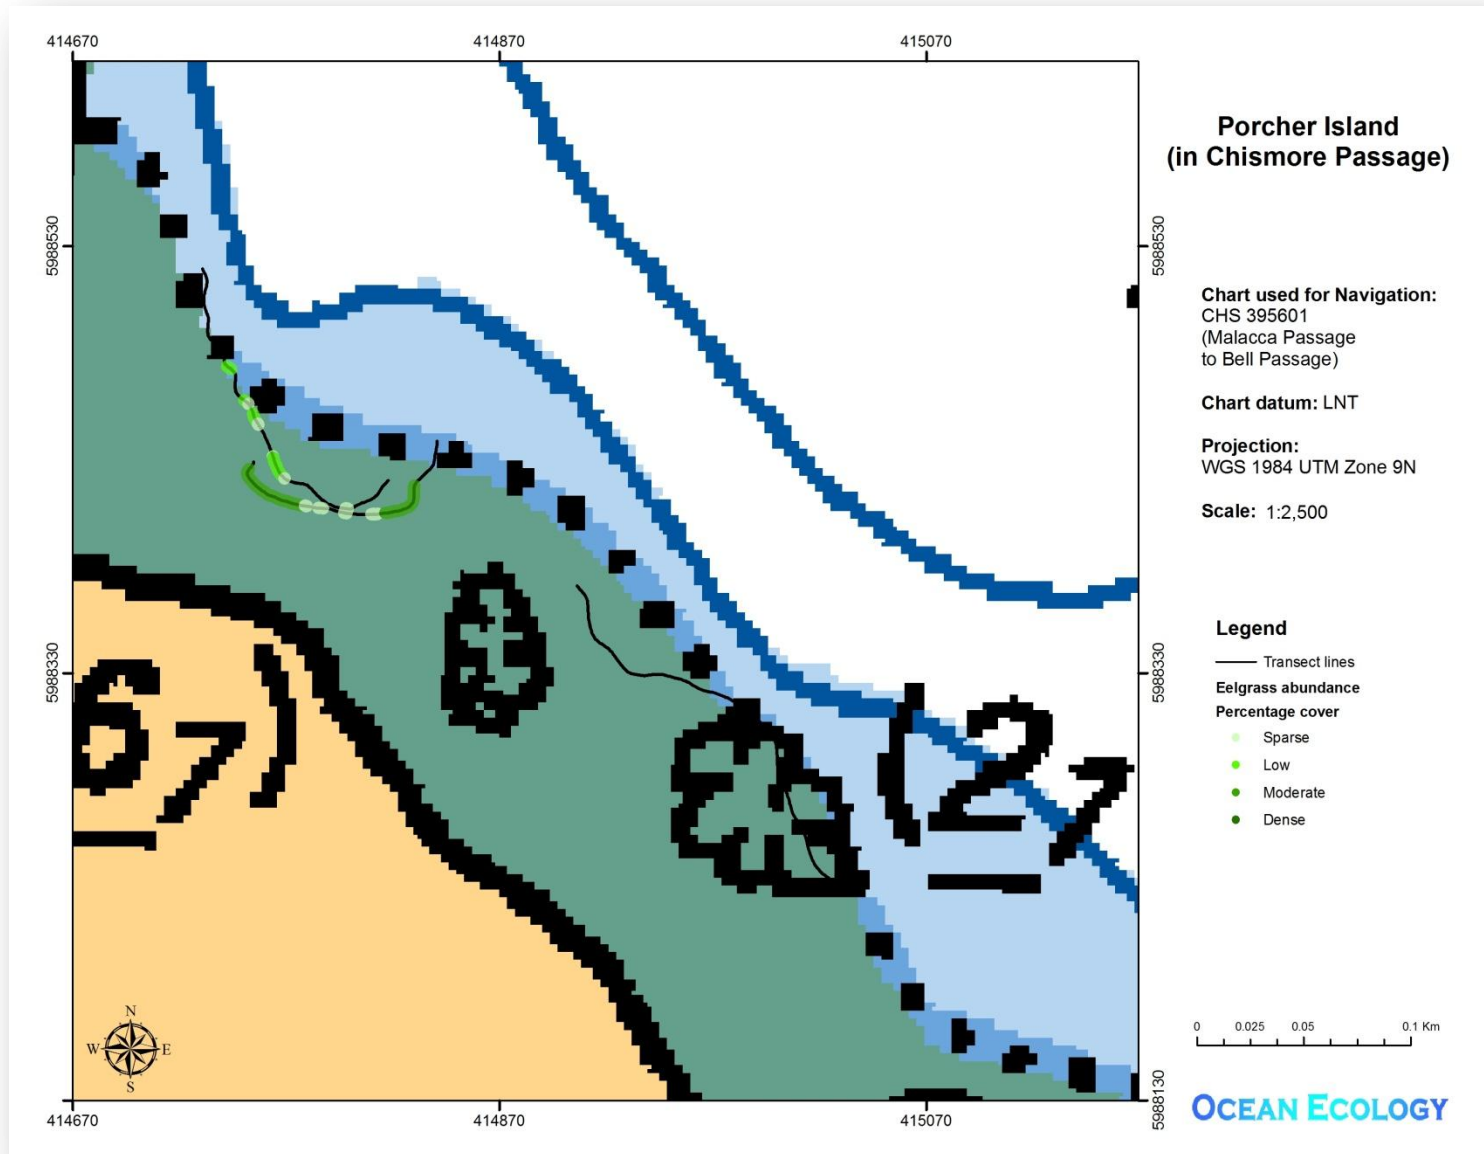 414670
414870
415070
Porcher Island
(in Chismore Passage)
5988530
5988530
Chart used for Navigation:
CHS 395601
(Malacca Passage
to Bell Passage)
Chart datum: LNT
Projection:
WGS 1984 UTM Zone 9N
Scale: 1:2,500
5988330
5988330
67)
(27
Legend
Transect lines
Eelgrass abundance
Percentage cover
Sparse
Low
Moderate
Dense
N
W E
S
0 0.025 0.05 0.1 Km
5988130
OCEAN ECOLOGY
414670
414870
415070